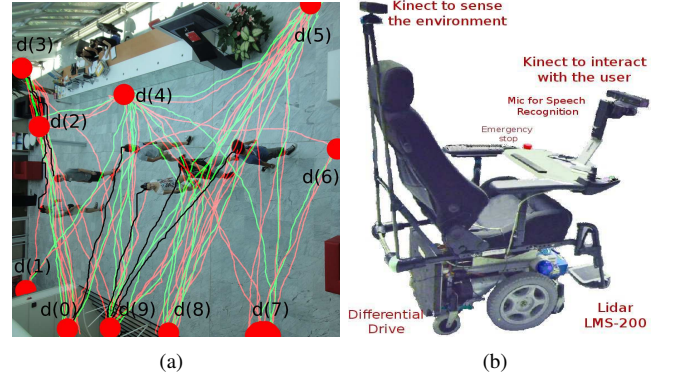 d(3)
d(5)
d(4)
d(2)
d(6)
d(1)
d(0)
d(9)
d(8)
d(7)
(a)
Kinect to sense
the environment
Kinect to interact
with the user
Mic for Speech
Recognition
Emergency
stop
Differential
Drive
Lidar
LMS-200
(b)